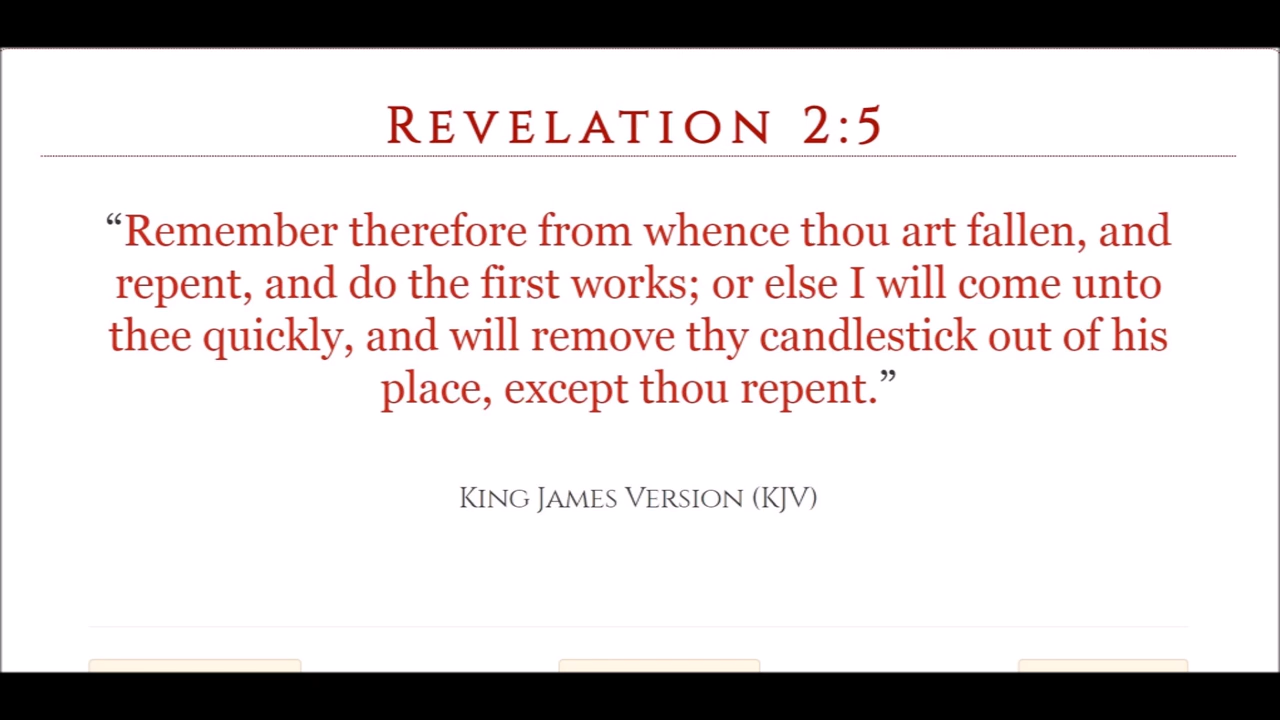 Revelation 2:5
“Remember therefore from whence thou art fallen, and
repent, and do the first works; or else I will come unto
thee quickly, and will remove thy candlestick out of his
place, except thou repent.”
King James Version (KJV)